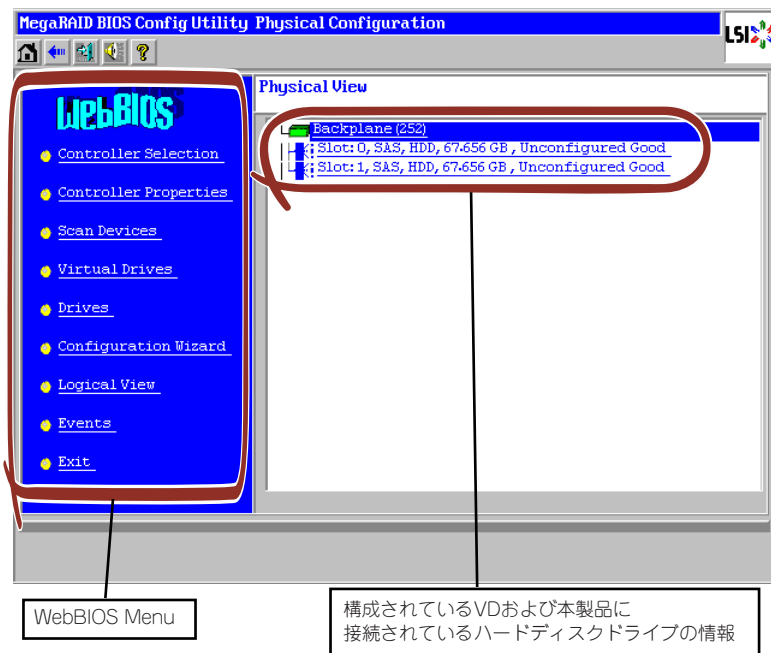 MegaRAID BIOS Config Utility Physical Configuration
LSI
WebBIOS
Controller Selection
Controller Properties
Scan Devices
Virtual Drives
Drives
Configuration Wizard
Logical View
Events
Exit
Physical View
Backplane (252)
Slot: 0, SAS, HDD, 67.656 GB , Unconfigured Good
Slot: 1, SAS, HDD, 67.656 GB , Unconfigured Good
WebBIOS Menu
構成されているVDおよび本製品に
接続されているハードディスクドライブの情報